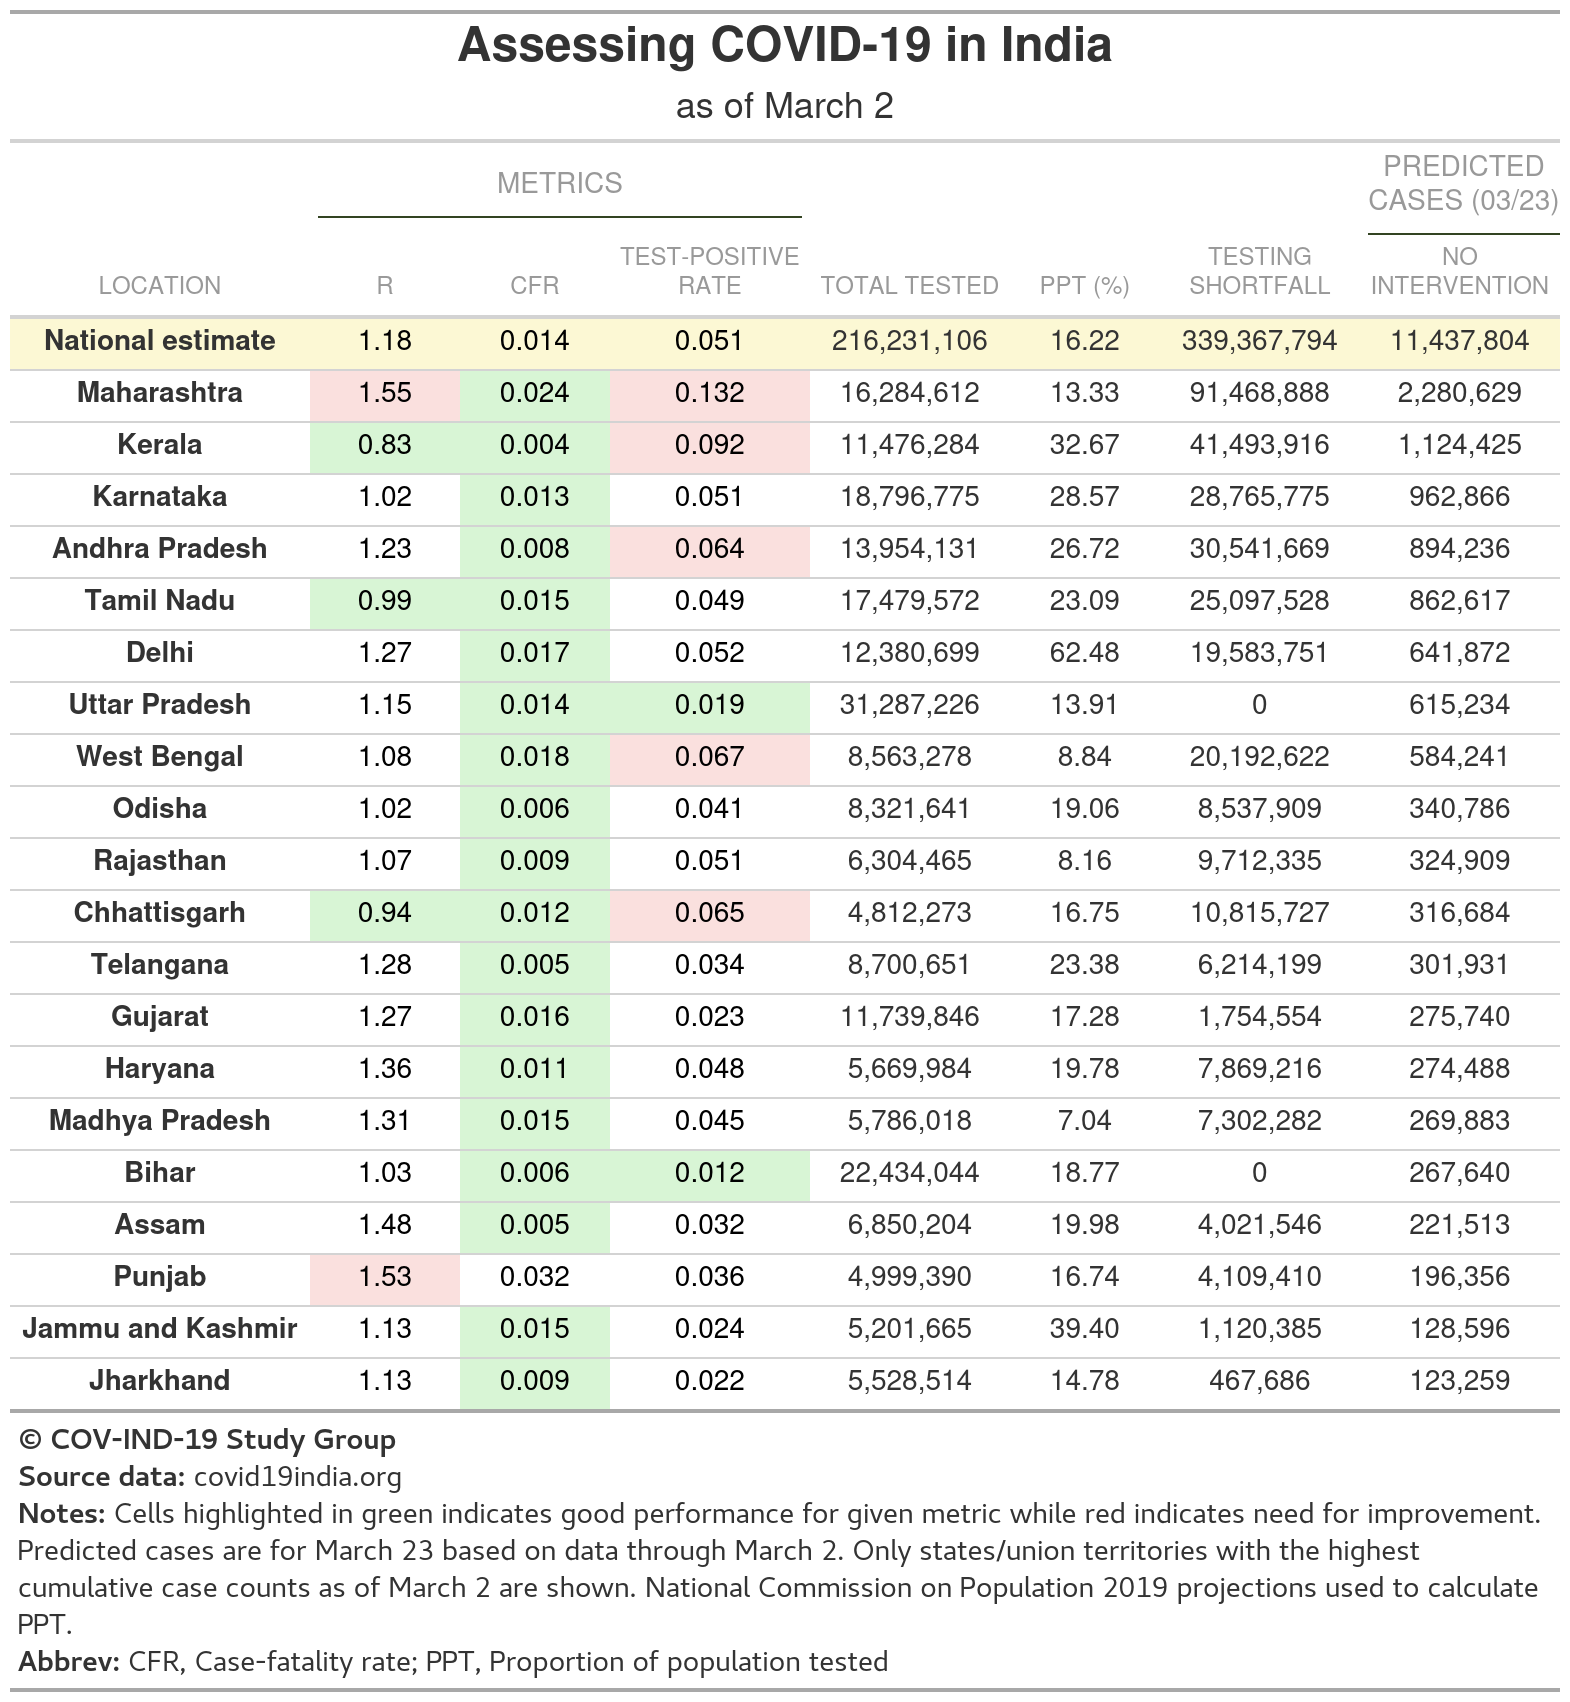 Assessing COVID-19 in India
as of March 2
METRICS
PREDICTED
CASES (03/23)
LOCATION R CFR TEST-POSITIVE RATE TOTAL TESTED PPT (%) TESTING SHORTFALL NO INTERVENTION
National estimate 1.18 0.014 0.051 216,231,106 16.22 339,367,794 11,437,804
Maharashtra 1.55 0.024 0.132 16,284,612 13.33 91,468,888 2,280,629
Kerala 0.83 0.004 0.092 11,476,284 32.67 41,493,916 1,124,425
Karnataka 1.02 0.013 0.051 18,796,775 28.57 28,765,775 962,866
Andhra Pradesh 1.23 0.008 0.064 13,954,131 26.72 30,541,669 894,236
Tamil Nadu 0.99 0.015 0.049 17,479,572 23.09 25,097,528 862,617
Delhi 1.27 0.017 0.052 12,380,699 62.48 19,583,751 641,872
Uttar Pradesh 1.15 0.014 0.019 31,287,226 13.91 0 615,234
West Bengal 1.08 0.018 0.067 8,563,278 8.84 20,192,622 584,241
Odisha 1.02 0.006 0.041 8,321,641 19.06 8,537,909 340,786
Rajasthan 1.07 0.009 0.051 6,304,465 8.16 9,712,335 324,909
Chhattisgarh 0.94 0.012 0.065 4,812,273 16.75 10,815,727 316,684
Telangana 1.28 0.005 0.034 8,700,651 23.38 6,214,199 301,931
Gujarat 1.27 0.016 0.023 11,739,846 17.28 1,754,554 275,740
Haryana 1.36 0.011 0.048 5,669,984 19.78 7,869,216 274,488
Madhya Pradesh 1.31 0.015 0.045 5,786,018 7.04 7,302,282 269,883
Bihar 1.03 0.006 0.012 22,434,044 18.77 0 267,640
Assam 1.48 0.005 0.032 6,850,204 19.98 4,021,546 221,513
Punjab 1.53 0.032 0.036 4,999,390 16.74 4,109,410 196,356
Jammu and Kashmir 1.13 0.015 0.024 5,201,665 39.40 1,120,385 128,596
Jharkhand 1.13 0.009 0.022 5,528,514 14.78 467,686 123,259
© COV-IND-19 Study Group
Source data: covid19india.org
Notes: Cells highlighted in green indicates good performance for given metric while red indicates need for improvement.
Predicted cases are for March 23 based on data through March 2. Only states/union territories with the highest
cumulative case counts as of March 2 are shown. National Commission on Population 2019 projections used to calculate
PPT.
Abbrev: CFR, Case-fatality rate; PPT, Proportion of population tested